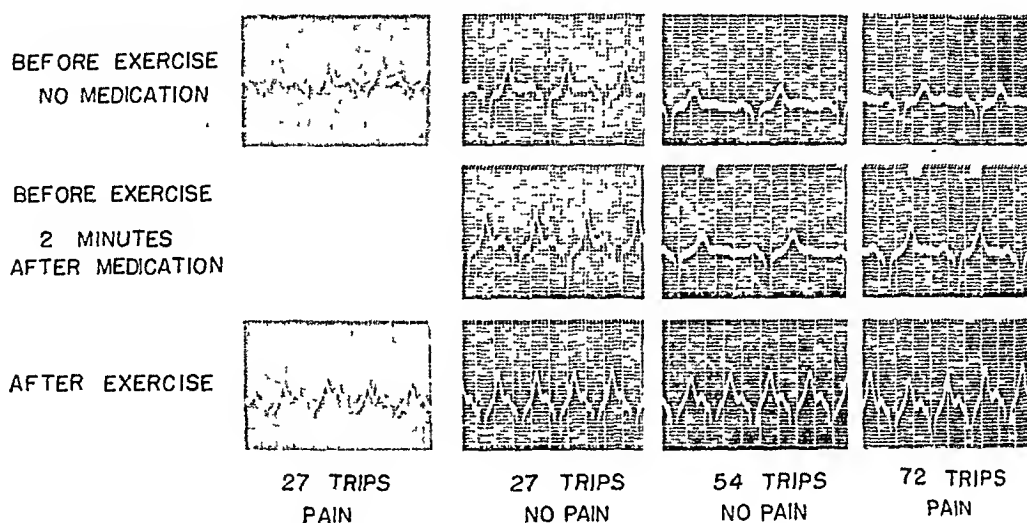 BEFORE EXERCISE
NO MEDICATION
BEFORE EXERCISE
2 MINUTES
AFTER MEDICATION
AFTER EXERCISE
27 TRIPS
PAIN
27 TRIPS
NO PAIN
54 TRIPS
NO PAIN
72 TRIPS
PAIN